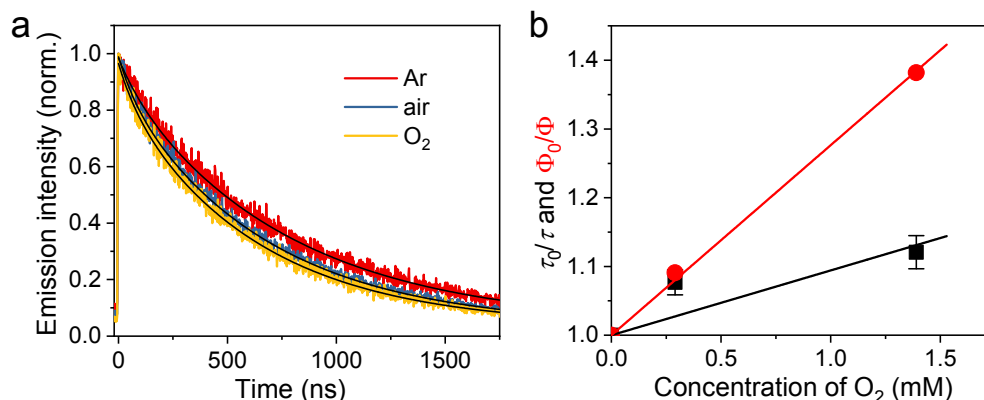 a
Emission intensity (norm.)
1.0
0.8
0.6
0.4
0.2
0.0
Ar
air
O₂
0
500
1000
1500
Time (ns)
b
τ₀/τ and Φ₀/Φ
1.4
1.3
1.2
1.1
1.0
0.0
0.5
1.0
1.5
Concentration of O₂ (mM)